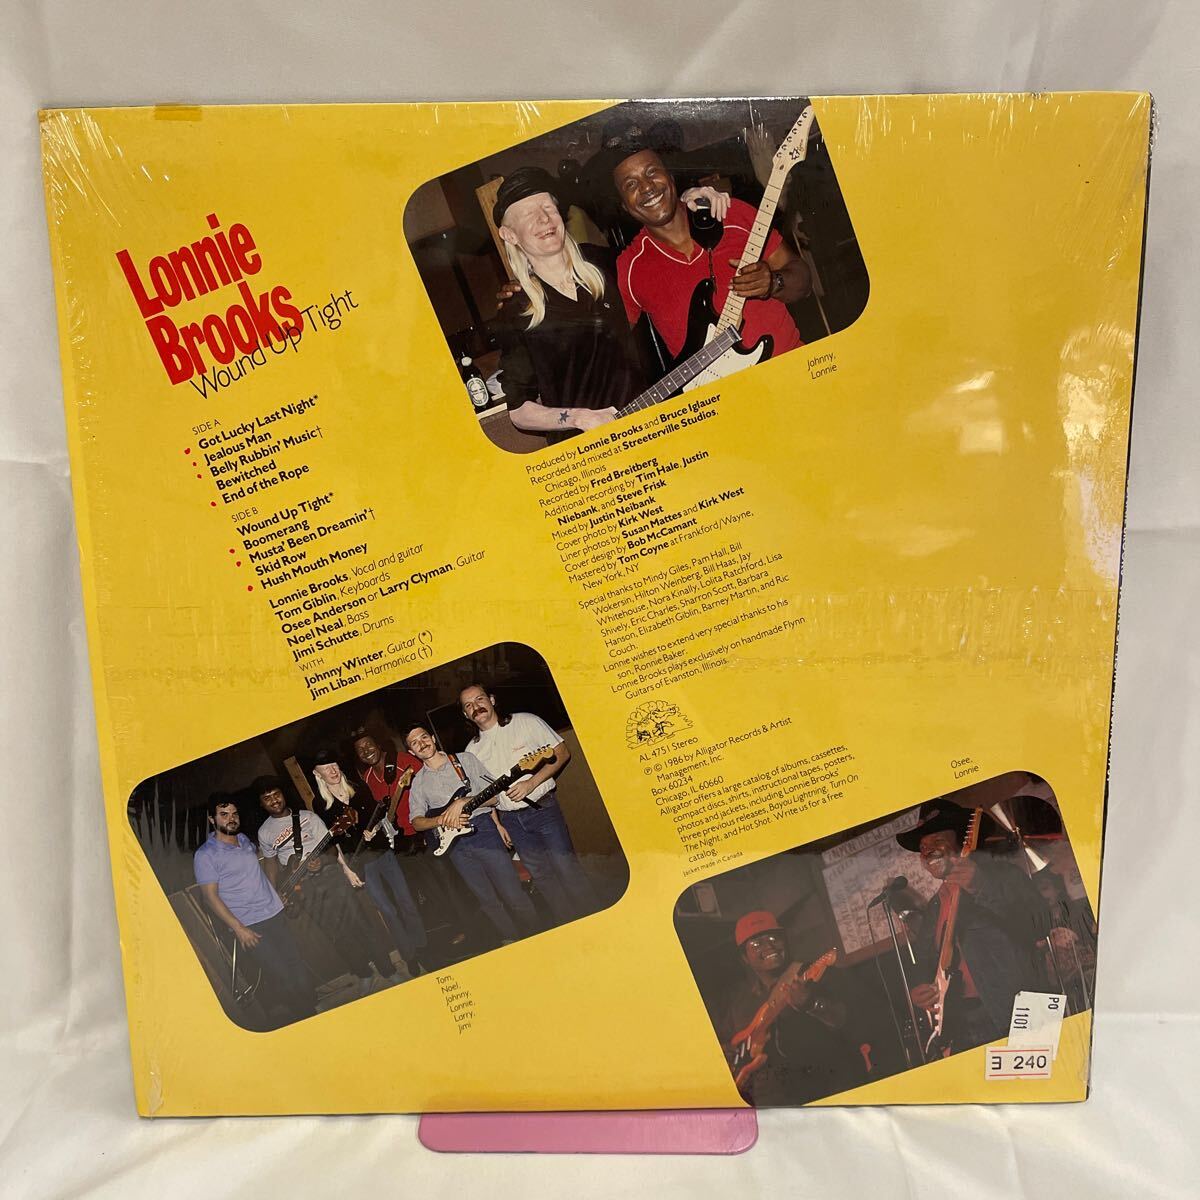 Lonnie
Brooks
Wound Up Tight
SIDE A
Got Lucky Last Night*
Jealous Man
Belly Rubbin' Music†
Bewitched
End of the Rope
SIDE B
Wound Up Tight*
Boomerang
Musta' Been Dreamin'†
Skid Row
Hush Mouth Money
Lonnie Brooks, Vocal and guitar
Tom Giblin, Keyboards
Osee Anderson or Larry Clyman, Guitar
Noel Neal, Bass
Jimi Schutte, Drums
WITH
Johnny Winter, Guitar (*)
Jim Liban, Harmonica (†)
Johnny,
Lonnie
Produced by Lonnie Brooks and Bruce Iglauer
Recorded and mixed at Streeterville Studios,
Chicago, Illinois
Recorded by Fred Breitberg
Additional recording by Tim Hale, Justin
Niebank, and Steve Frisk
Mixed by Justin Neibank
Cover photo by Kirk West
Liner photos by Susan Mattes and Kirk West
Cover design by Bob McCamant
Mastered by Tom Coyne at Frankford/Wayne,
New York, NY
Special thanks to Mindy Giles, Pam Hall, Bill
Wokersin, Hilton Weinberg, Bill Haas, Jay
Whitehouse, Nora Kinally, Lolita Ratchford, Lisa
Shively, Eric Charles, Sharron Scott, Barbara
Hanson, Elizabeth Giblin, Barney Martin, and Ric
Couch.
Lonnie wishes to extend very special thanks to his
son, Ronnie Baker.
Lonnie Brooks plays exclusively on handmade Flynn
Guitars of Evanston, Illinois.
AL 4751 Stereo
℗ © 1986 by Alligator Records & Artist
Management, Inc.
Box 60234
Chicago, IL 60660
Alligator offers a large catalog of albums, cassettes,
compact discs, shirts, instructional tapes, posters,
photos and jackets, including Lonnie Brooks'
three previous releases, Bayou Lightning, Turn On
The Night, and Hot Shot. Write us for a free
catalog.
Jacket made in Canada
Tom,
Noel,
Johnny,
Lonnie,
Larry,
Jimi
Osee,
Lonnie
PO
1101
ヨ 240